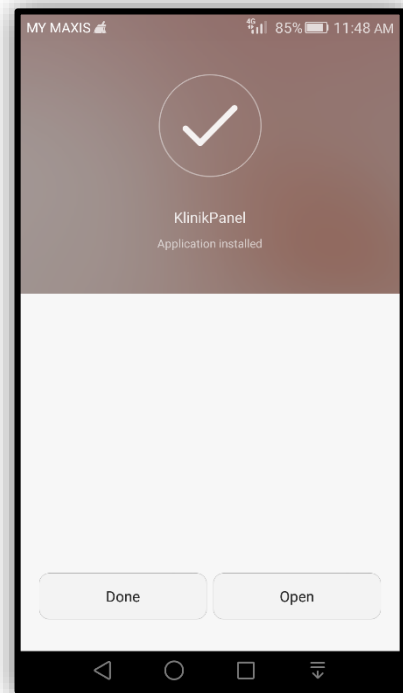 MY MAXIS 4G 85% 11:48 AM
KlinikPanel
Application installed
Done Open